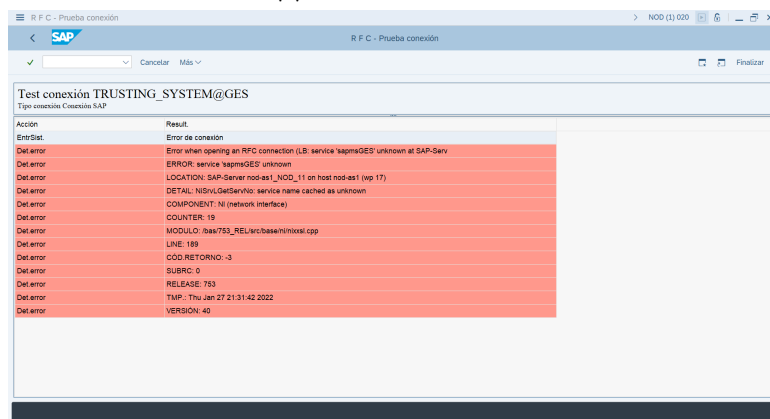 R F C - Prueba conexión
NOD (1) 020
SAP
R F C - Prueba conexión
Cancelar Más
Finalizar
Test conexión TRUSTING_SYSTEM@GES
Tipo conexión Conexión SAP
Acción Result.
EntrSist. Error de conexión
Det.error Error when opening an RFC connection (LB: service 'sapmsGES' unknown at SAP-Serv
Det.error ERROR: service 'sapmsGES' unknown
Det.error LOCATION: SAP-Server nod-as1_NOD_11 on host nod-as1 (wp 17)
Det.error DETAIL: NiSrvLGetServNo: service name cached as unknown
Det.error COMPONENT: NI (network interface)
Det.error COUNTER: 19
Det.error MODULO: /bas/753_REL/src/base/ni/nixxsl.cpp
Det.error LINE: 189
Det.error CÓD.RETORNO: -3
Det.error SUBRC: 0
Det.error RELEASE: 753
Det.error TMP.: Thu Jan 27 21:31:42 2022
Det.error VERSIÓN: 40